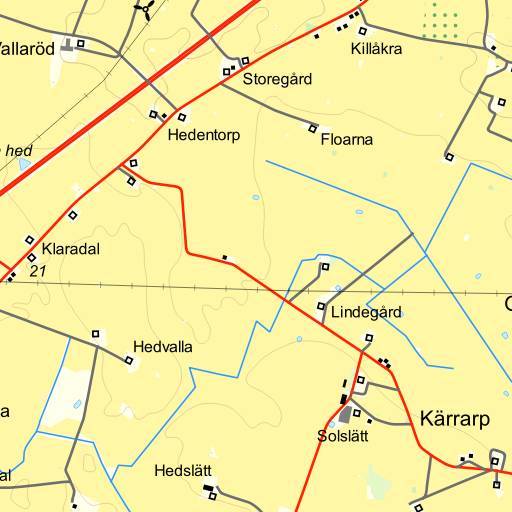 Vallaröd
Killåkra
Storegård
Hedentorp
Floarna
hed
Klaradal
21
Lindegård
Hedvalla
Kärrarp
Solslätt
Hedslätt